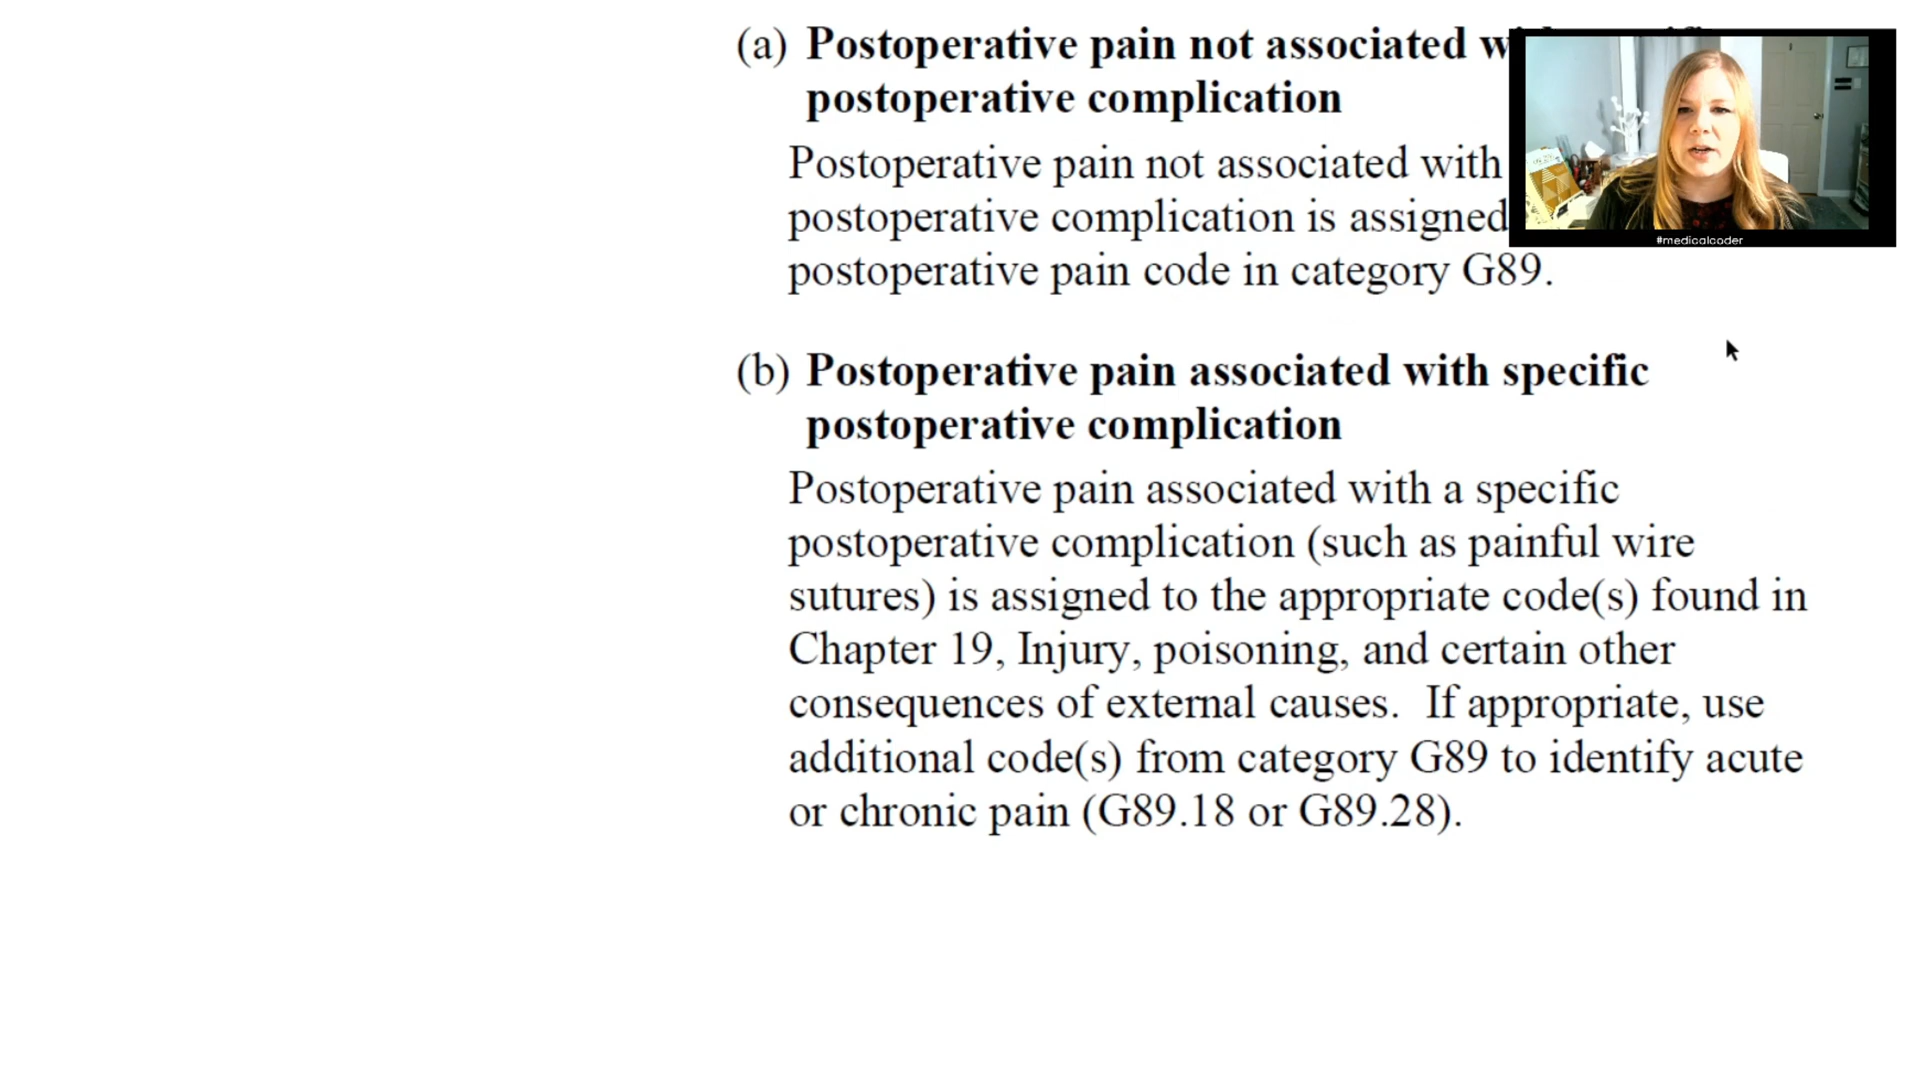 (a) Postoperative pain not associated
postoperative complication
Postoperative pain not associated with
postoperative complication is assigned
postoperative pain code in category G89.
#medicalcoder
(b) Postoperative pain associated with specific
postoperative complication
Postoperative pain associated with a specific
postoperative complication (such as painful wire
sutures) is assigned to the appropriate code(s) found in
Chapter 19, Injury, poisoning, and certain other
consequences of external causes.  If appropriate, use
additional code(s) from category G89 to identify acute
or chronic pain (G89.18 or G89.28).